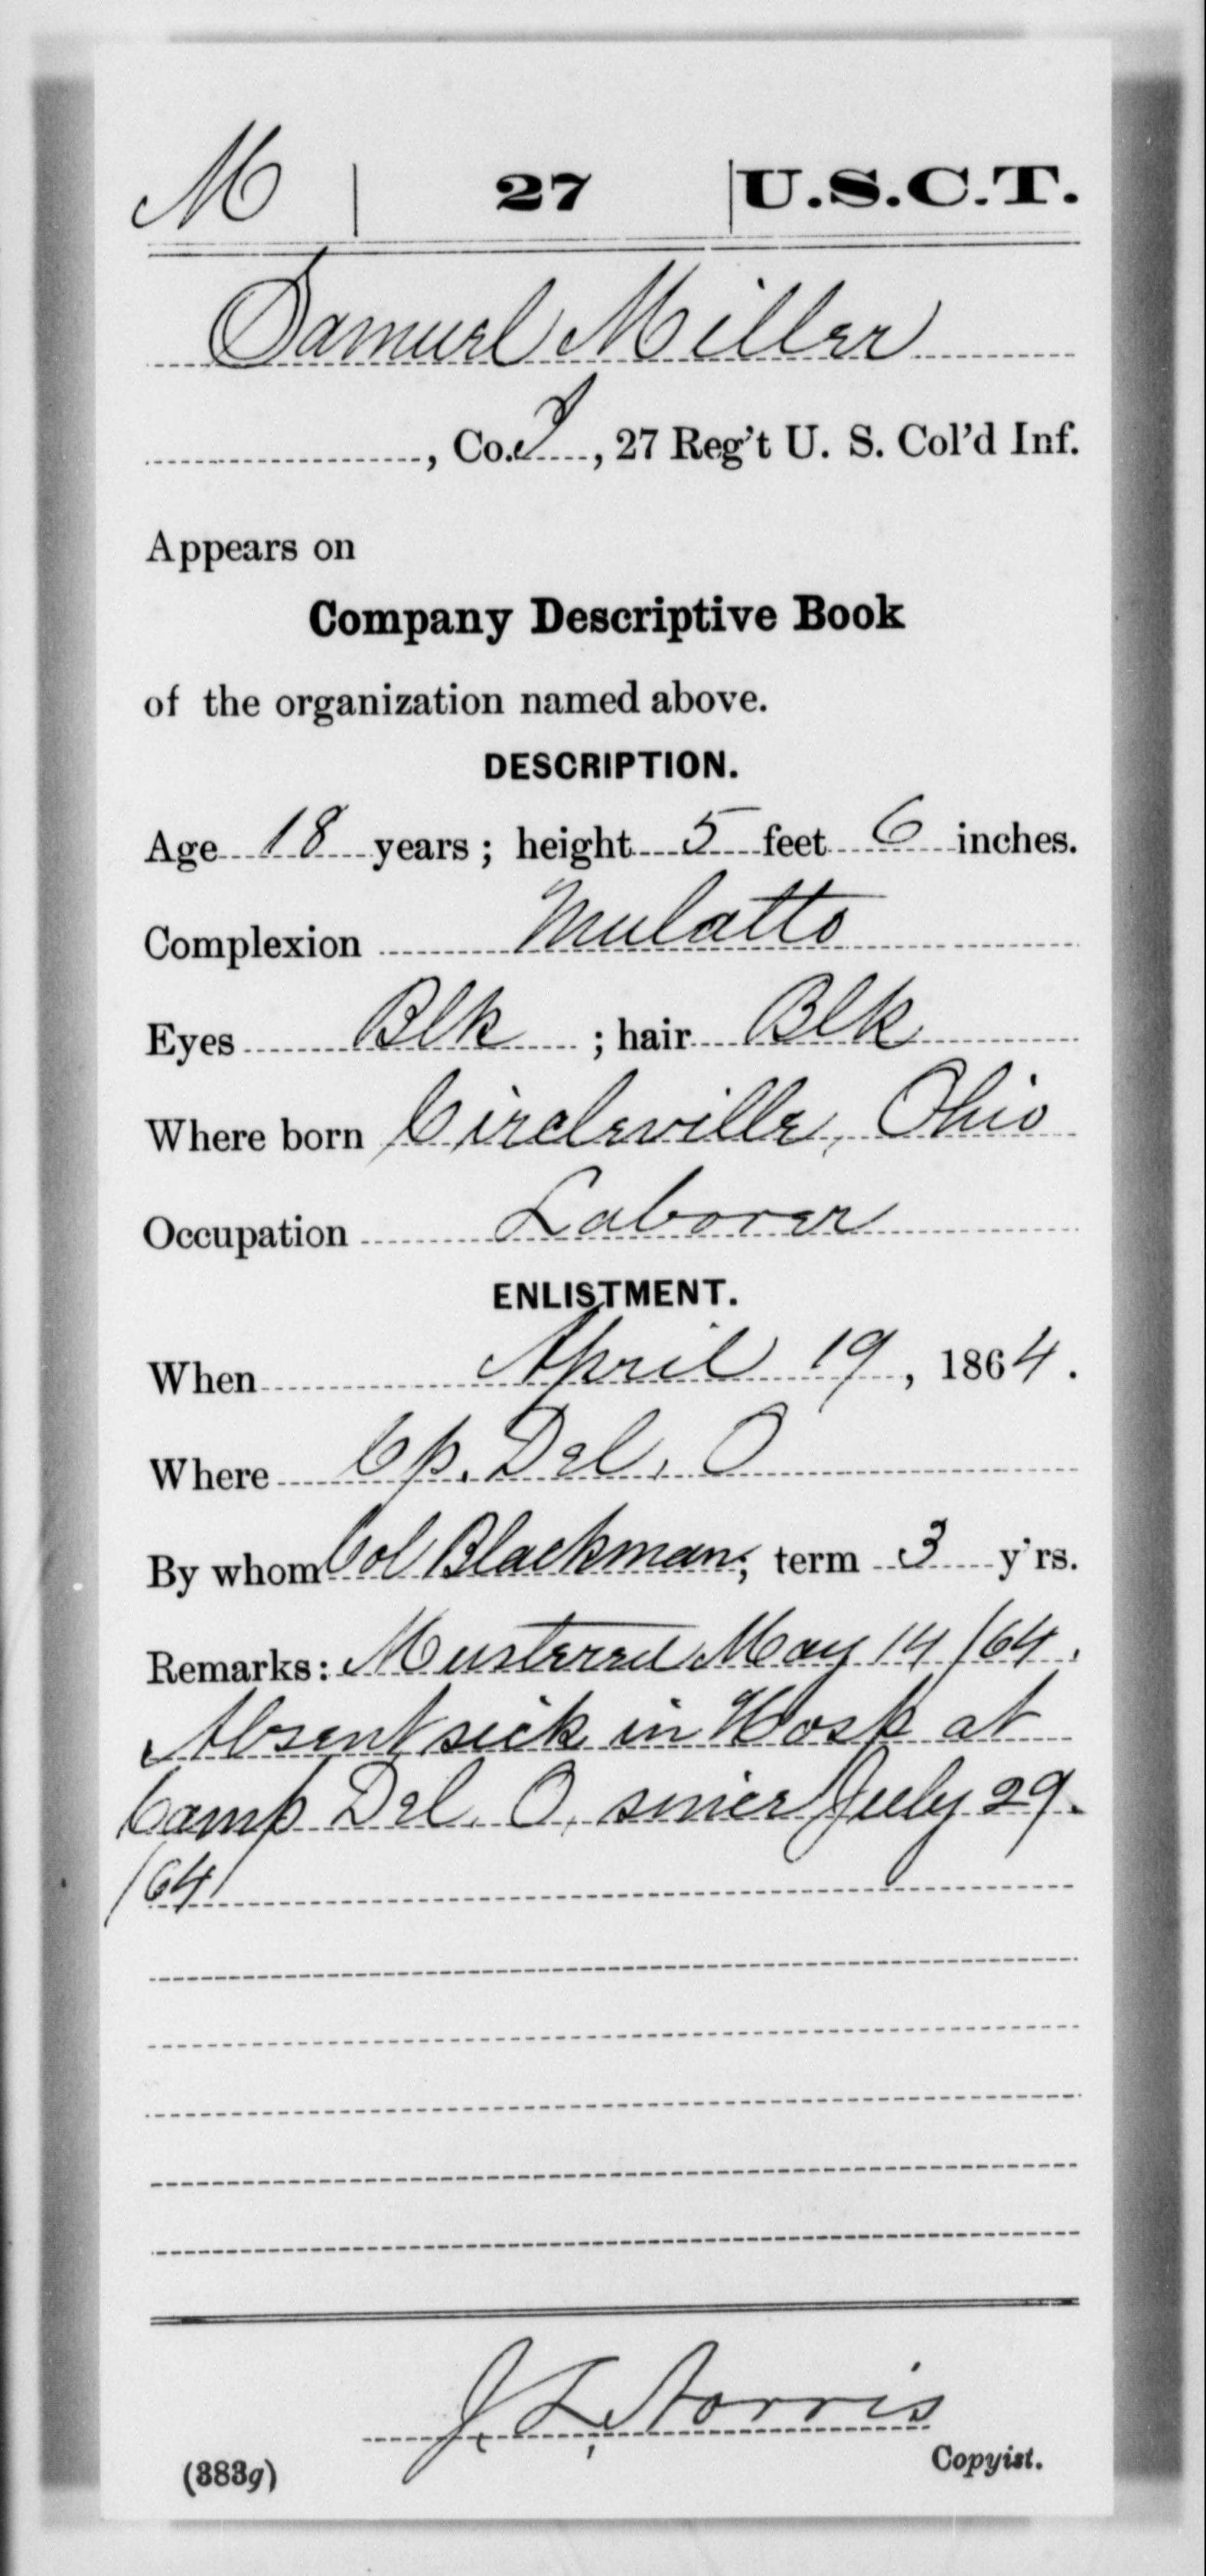 M | 27 | U.S.C.T.
Samuel Miller
, Co. I, 27 Reg't U. S. Col'd Inf.
Appears on
Company Descriptive Book
of the organization named above.
DESCRIPTION.
Age 18 years; height 5 feet 6 inches.
Complexion Mulatto
Eyes Blk; hair Blk
Where born Circleville, Ohio
Occupation Laborer
ENLISTMENT.
When April 19, 1864.
Where Cp. Del. O
By whom Col Blackman; term 3 y'rs.
Remarks: Mustered May 14/64.
Absent sick in Hosp at
Camp Del. O, since July 29.
/64
J. L. Norris
(383g) Copyist.